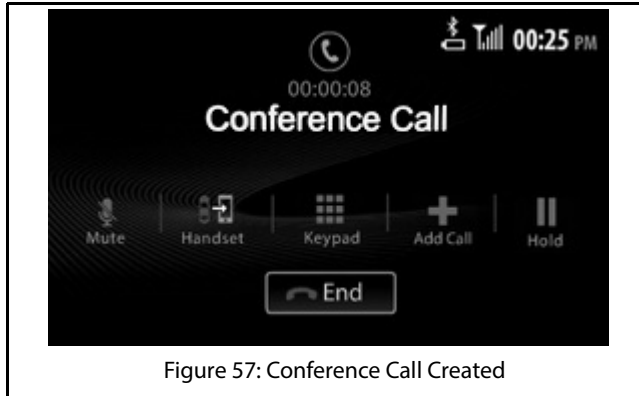 00:25 PM
00:00:08
Conference Call
Mute Handset Keypad Add Call Hold
End
Figure 57: Conference Call Created